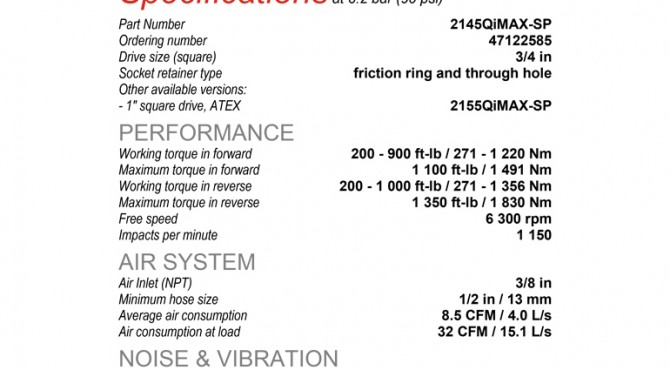 Specifications at 6.2 bar (90 psi)
Part Number 2145QiMAX-SP
Ordering number 47122585
Drive size (square) 3/4 in
Socket retainer type friction ring and through hole
Other available versions:
- 1" square drive, ATEX 2155QiMAX-SP
PERFORMANCE
Working torque in forward 200 - 900 ft-lb / 271 - 1 220 Nm
Maximum torque in forward 1 100 ft-lb / 1 491 Nm
Working torque in reverse 200 - 1 000 ft-lb / 271 - 1 356 Nm
Maximum torque in reverse 1 350 ft-lb / 1 830 Nm
Free speed 6 300 rpm
Impacts per minute 1 150
AIR SYSTEM
Air Inlet (NPT) 3/8 in
Minimum hose size 1/2 in / 13 mm
Average air consumption 8.5 CFM / 4.0 L/s
Air consumption at load 32 CFM / 15.1 L/s
NOISE & VIBRATION